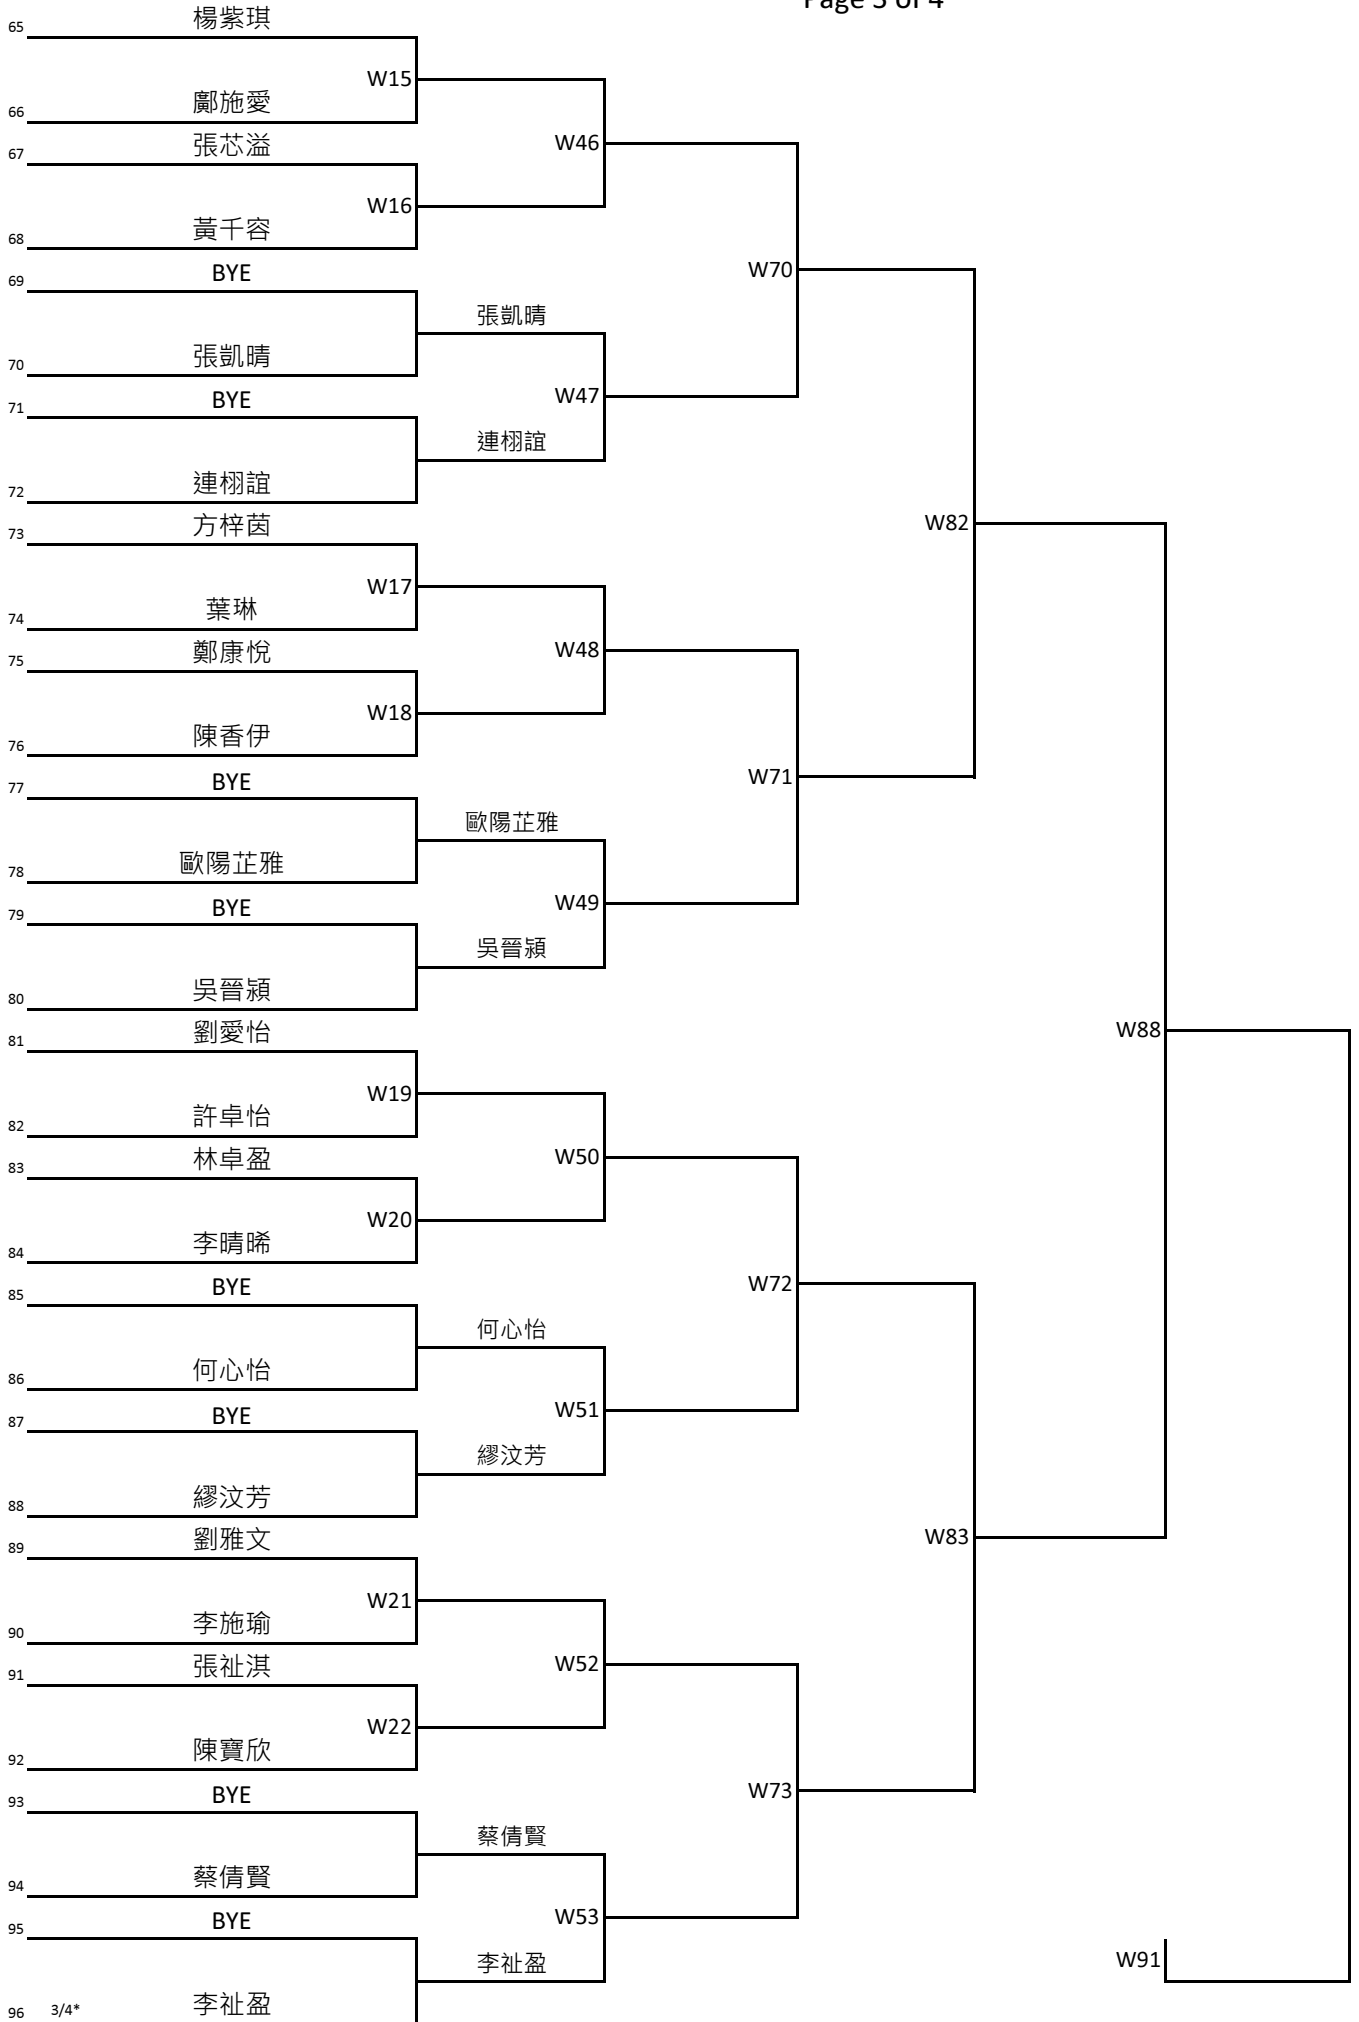 Page 3 of 4
65 楊紫琪
W15
66 鄺施愛
67 張芯溢
W46
W16
68 黃千容
69 BYE
W70
張凱晴
70 張凱晴
71 BYE
W47
連栩誼
72 連栩誼
73 方梓茵
W82
W17
74 葉琳
75 鄭康悅
W48
W18
76 陳香伊
77 BYE
W71
歐陽芷雅
78 歐陽芷雅
79 BYE
W49
吳晉潁
80 吳晉潁
81 劉愛怡
W88
W19
82 許卓怡
83 林卓盈
W50
W20
84 李晴晞
85 BYE
W72
何心怡
86 何心怡
87 BYE
W51
繆汶芳
88 繆汶芳
89 劉雅文
W83
W21
90 李施瑜
91 張祉淇
W52
W22
92 陳寶欣
93 BYE
W73
蔡倩賢
94 蔡倩賢
95 BYE
W53
李祉盈
W91
96 3/4* 李祉盈